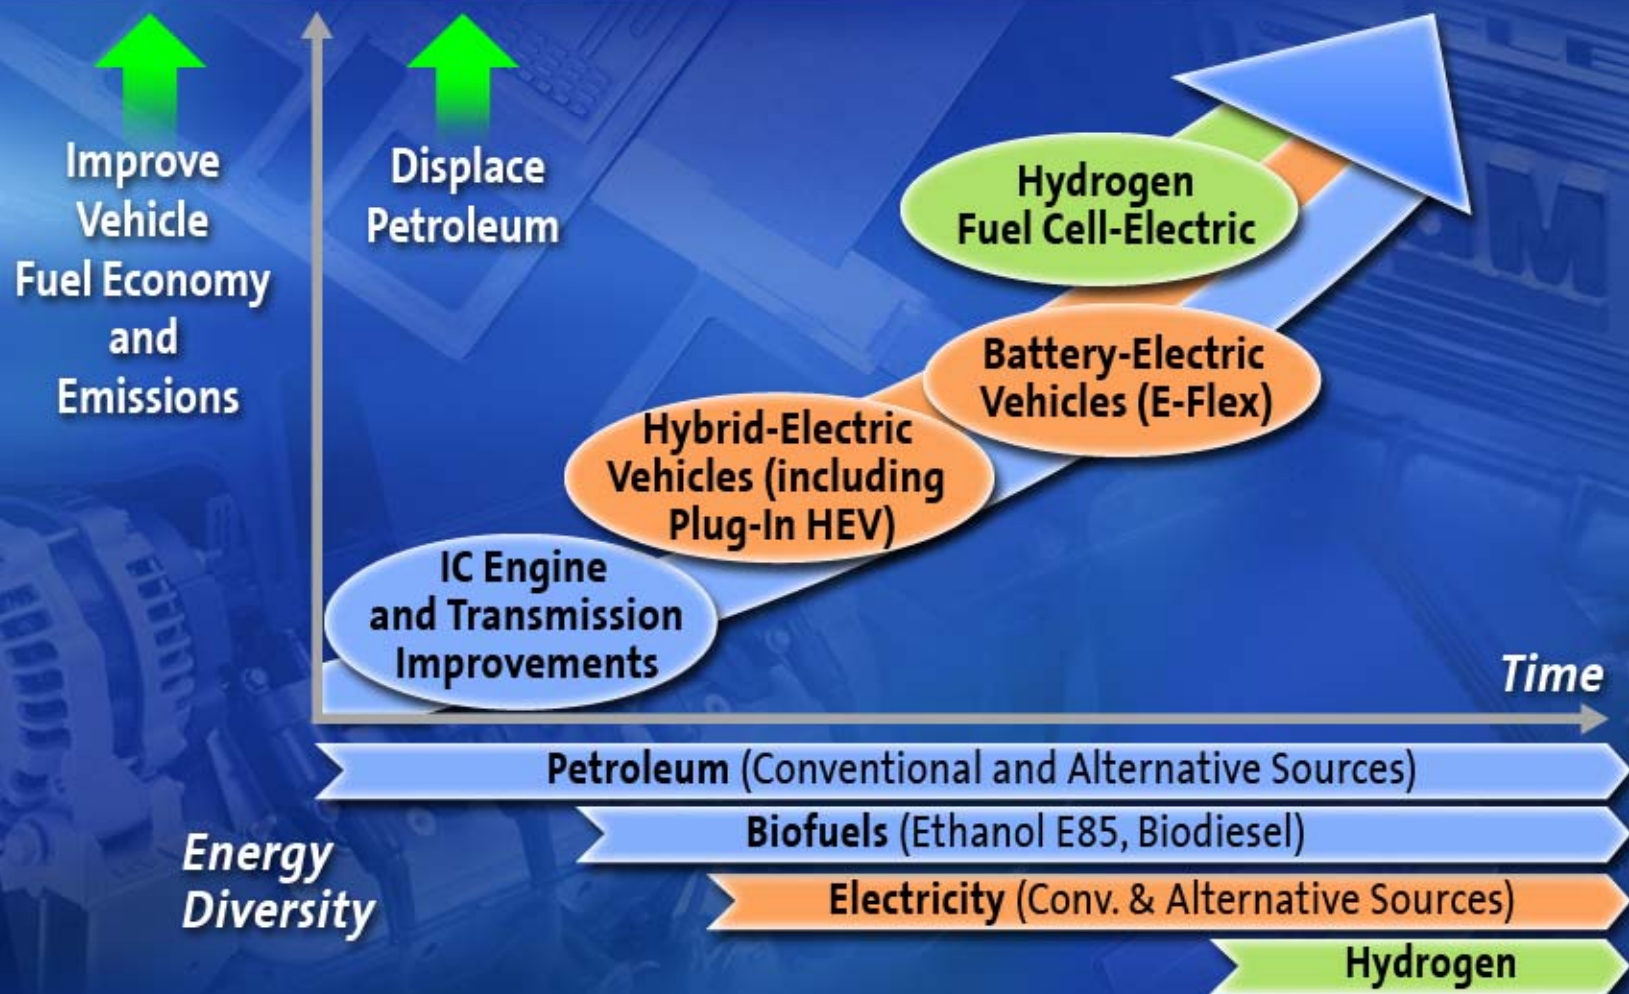 Improve
Vehicle
Fuel Economy
and
Emissions
Displace
Petroleum
Hydrogen
Fuel Cell-Electric
Battery-Electric
Vehicles (E-Flex)
Hybrid-Electric
Vehicles (including
Plug-In HEV)
IC Engine
and Transmission
Improvements
Time
Energy
Diversity
Petroleum (Conventional and Alternative Sources)
Biofuels (Ethanol E85, Biodiesel)
Electricity (Conv. & Alternative Sources)
Hydrogen